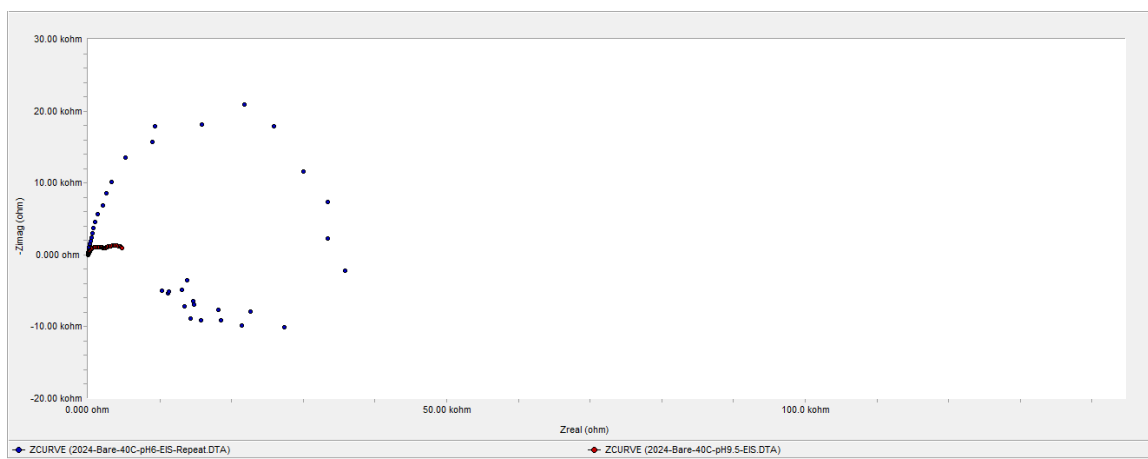 30.00 kohm
20.00 kohm
10.00 kohm
0.000 ohm
-10.00 kohm
-20.00 kohm
-Zimag (ohm)
0.000 ohm
50.00 kohm
100.0 kohm
Zreal (ohm)
ZCURVE (2024-Bare-40C-pH6-EIS-Repeat.DTA)
ZCURVE (2024-Bare-40C-pH9.5-EIS.DTA)